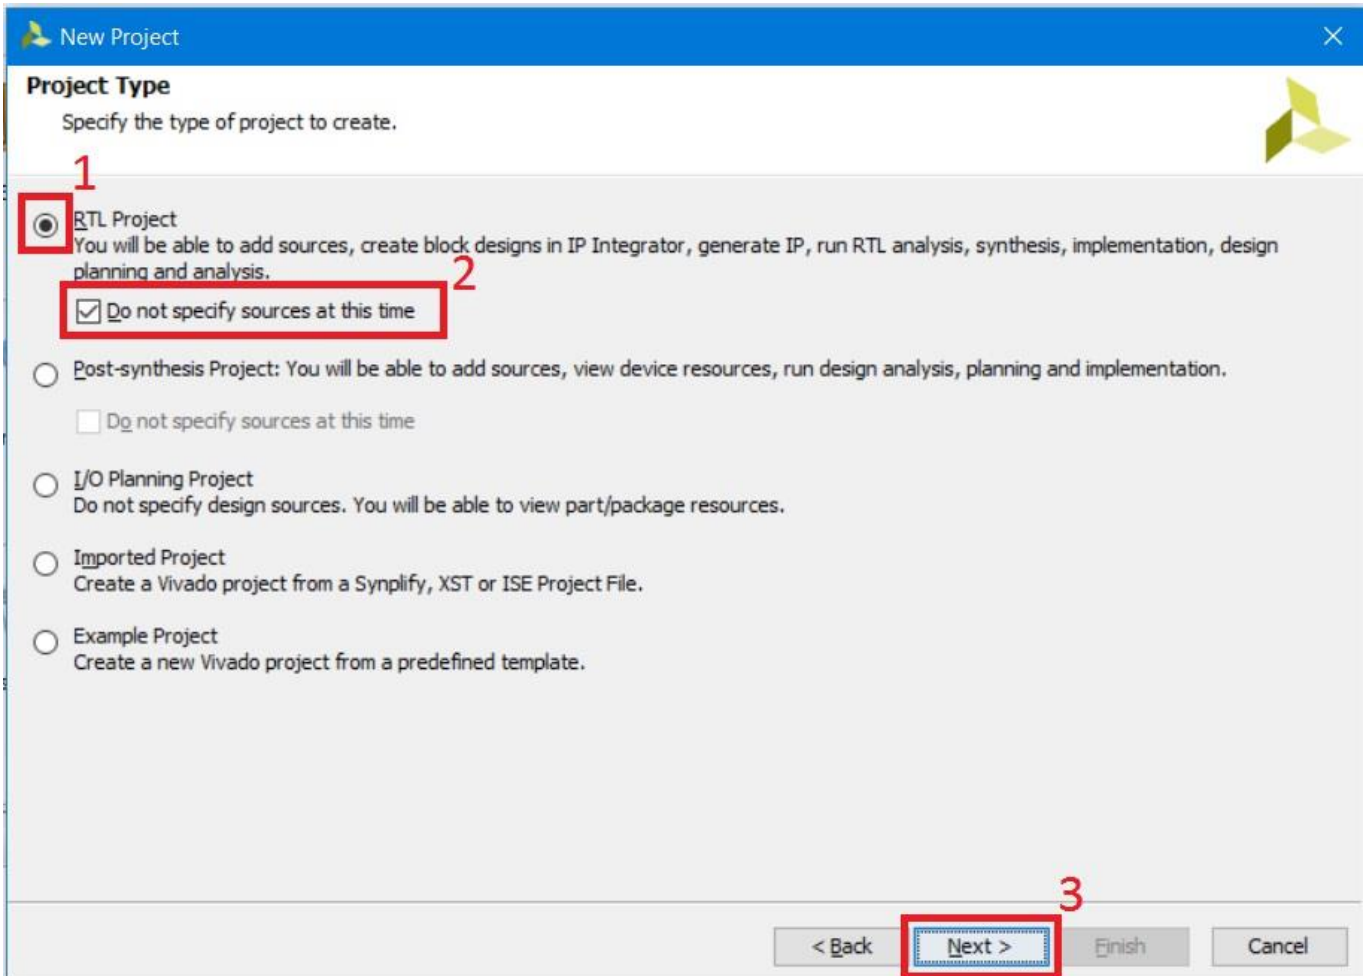 New Project
Project Type
Specify the type of project to create.
1
RTL Project
You will be able to add sources, create block designs in IP Integrator, generate IP, run RTL analysis, synthesis, implementation, design
planning and analysis.
2
Do not specify sources at this time
Post-synthesis Project: You will be able to add sources, view device resources, run design analysis, planning and implementation.
Do not specify sources at this time
I/O Planning Project
Do not specify design sources. You will be able to view part/package resources.
Imported Project
Create a Vivado project from a Synplify, XST or ISE Project File.
Example Project
Create a new Vivado project from a predefined template.
3
< Back Next > Finish Cancel